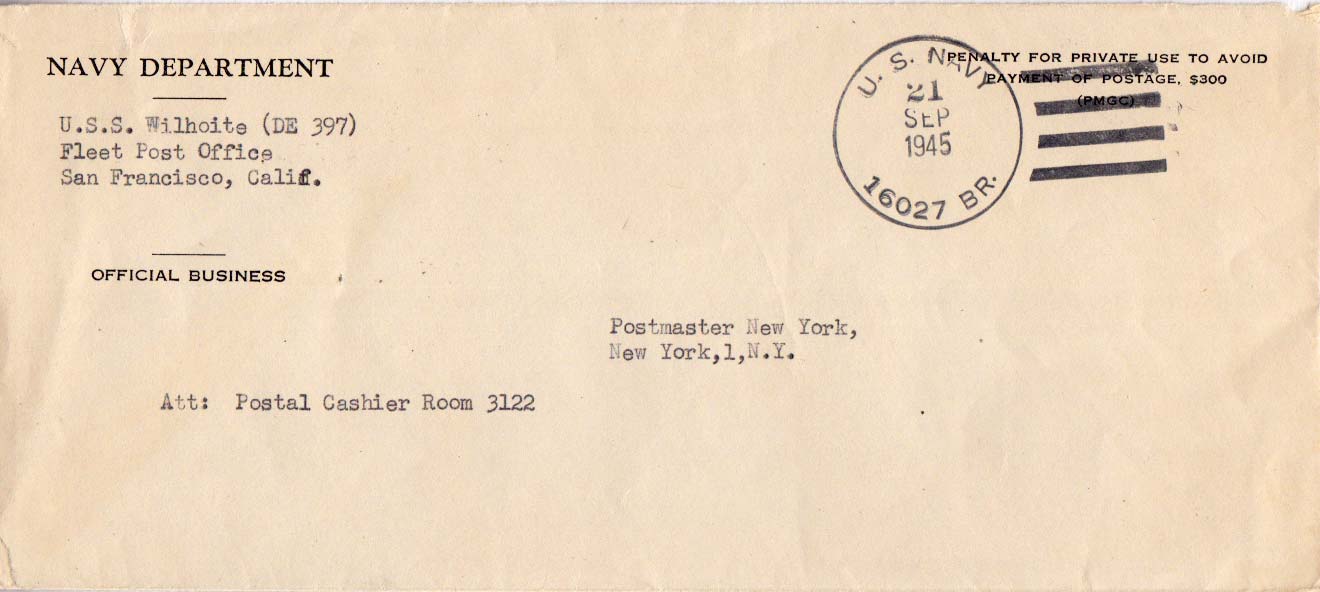 NAVY DEPARTMENT
U.S.S. Wilhoite (DE 397)
Fleet Post Office
San Francisco, Calif.
OFFICIAL BUSINESS
U. S. NAVY
21
SEP
1945
16027 BR.
PENALTY FOR PRIVATE USE TO AVOID
PAYMENT OF POSTAGE, $300
(PMGC)
Postmaster New York,
New York,1,N.Y.
Att: Postal Cashier Room 3122